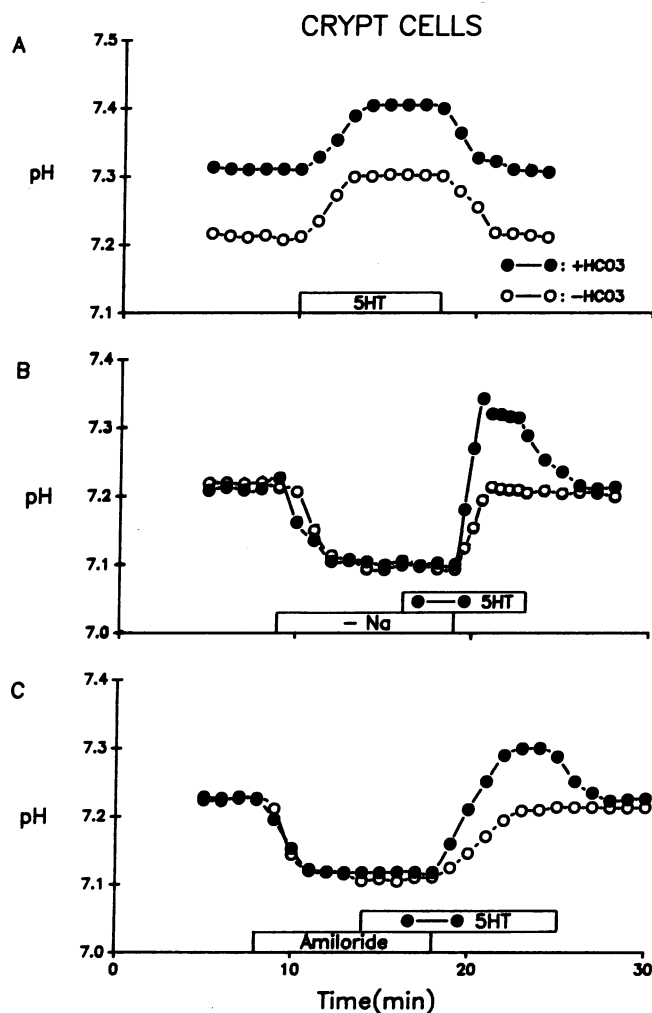 CRYPT CELLS
A
7.5
7.4
7.3
7.2
7.1
pH
●—●: +HCO3
○—○: -HCO3
5HT
B
7.4
7.3
7.2
7.1
7.0
pH
●—● 5HT
- Na
C
7.4
7.3
7.2
7.1
7.0
pH
●—● 5HT
Amiloride
0 10 20 30
Time(min)